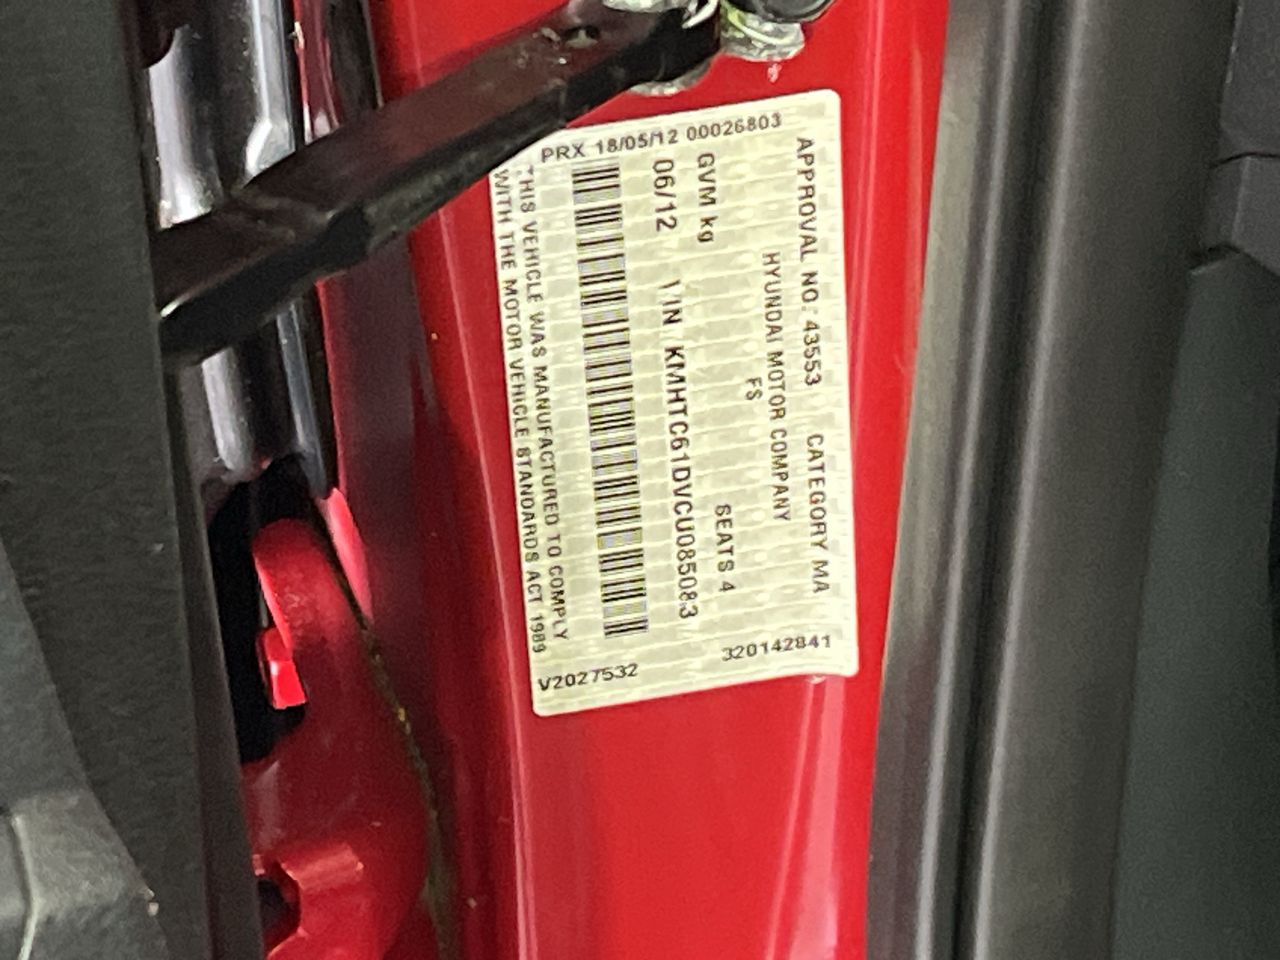 APPROVAL NO. 43553 CATEGORY MA
HYUNDAI MOTOR COMPANY
FS
GVM kg SEATS 4
06/12 VIN KMHTC61DVCU085083
THIS VEHICLE WAS MANUFACTURED TO COMPLY
WITH THE MOTOR VEHICLE STANDARDS ACT 1989
PRX 18/05/12 00026803
V2027532 320142841